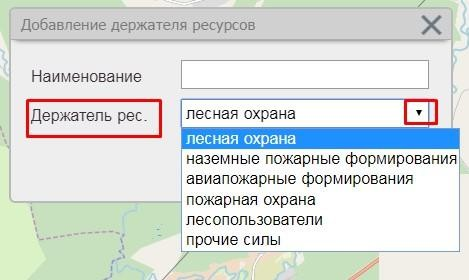 Добавление держателя ресурсов
Наименование
Держатель рес. лесная охрана
лесная охрана
наземные пожарные формирования
авиапожарные формирования
пожарная охрана
лесопользователи
прочие силы